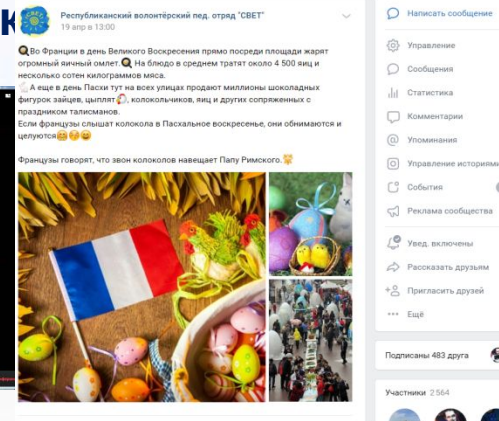 К
Республиканский волонтёрский пед. отряд "СВЕТ"
19 апр в 13:00
Во Франции в день Великого Воскресения прямо посреди площади жарят
огромный яичный омлет. На блюдо в среднем тратят около 4 500 яиц и
несколько сотен килограммов мяса.
А еще в день Пасхи тут на всех улицах продают миллионы шоколадных
фигурок зайцев, цыплят, колокольчиков, яиц и других сопряженных с
праздником талисманов.
Если французы слышат колокола в Пасхальное воскресенье, они обнимаются и
целуются
Французы говорят, что звон колоколов навещает Папу Римского.
Написать сообщение
Управление
Сообщения
Статистика
Комментарии
Упоминания
Управление историями
События
Реклама сообщества
Увед. включены
Рассказать друзьям
Пригласить друзей
Ещё
Подписаны 483 друга
Участники 2 564